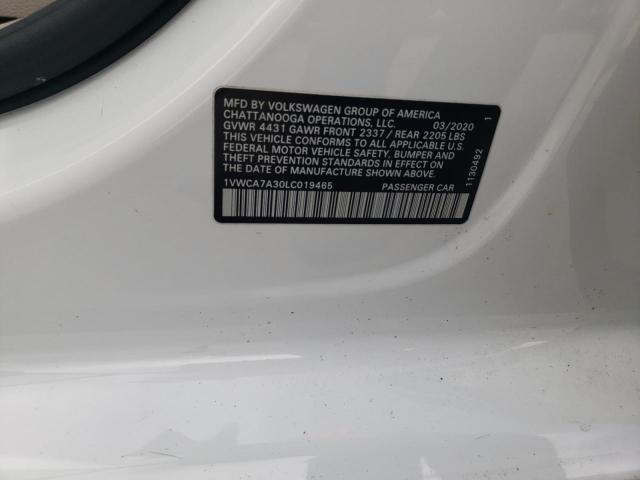 MFD BY VOLKSWAGEN GROUP OF AMERICA
CHATTANOOGA OPERATIONS, LLC. 03/2020
GVWR 4431 GAWR FRONT 2337 / REAR 2205 LBS
THIS VEHICLE CONFORMS TO ALL APPLICABLE U.S.
FEDERAL MOTOR VEHICLE SAFETY, BUMPER AND
THEFT PREVENTION STANDARDS IN EFFECT ON
THE DATE OF MANUFACTURE SHOWN ABOVE.
1VWCA7A30LC019465 PASSENGER CAR
1130492
1